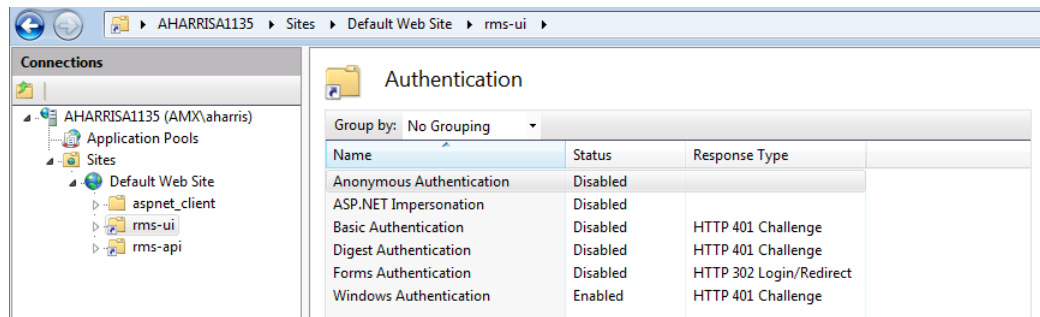 AHARRISA1135 Sites Default Web Site rms-ui
Connections
AHARRISA1135 (AMX\aharris)
Application Pools
Sites
Default Web Site
aspnet_client
rms-ui
rms-api
Authentication
Group by: No Grouping
Name Status Response Type
Anonymous Authentication Disabled
ASP.NET Impersonation Disabled
Basic Authentication Disabled HTTP 401 Challenge
Digest Authentication Disabled HTTP 401 Challenge
Forms Authentication Disabled HTTP 302 Login/Redirect
Windows Authentication Enabled HTTP 401 Challenge